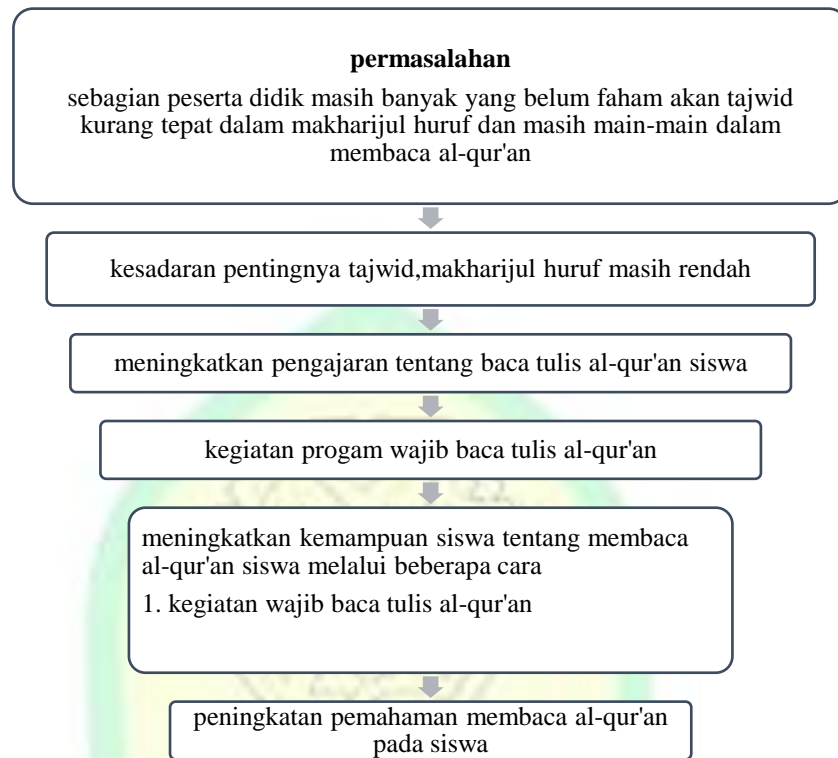 permasalahan
sebagian peserta didik masih banyak yang belum faham akan tajwid
kurang tepat dalam makharijul huruf dan masih main-main dalam
membaca al-qur'an
kesadaran pentingnya tajwid,makharijul huruf masih rendah
meningkatkan pengajaran tentang baca tulis al-qur'an siswa
kegiatan progam wajib baca tulis al-qur'an
meningkatkan kemampuan siswa tentang membaca
al-qur'an siswa melalui beberapa cara
1. kegiatan wajib baca tulis al-qur'an
peningkatan pemahaman membaca al-qur'an
pada siswa